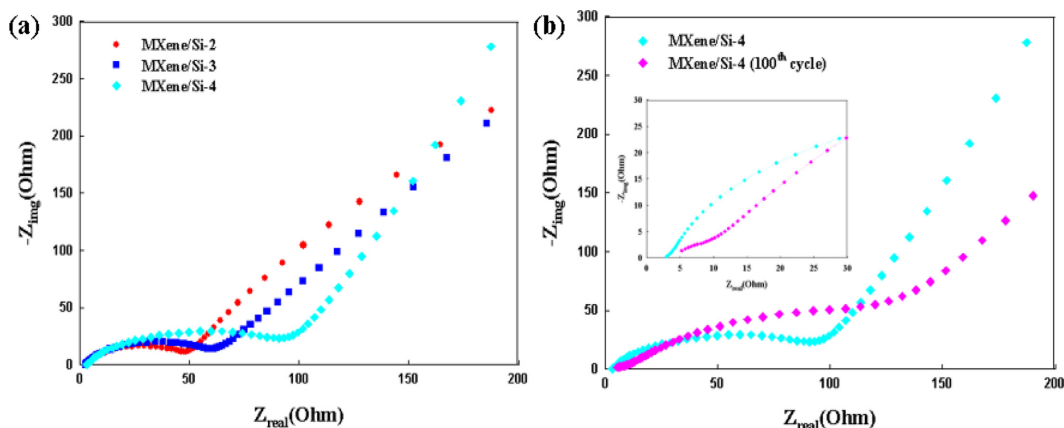 (a)
MXene/Si-2
MXene/Si-3
MXene/Si-4
300
250
200
150
100
50
0
-Z_img(Ohm)
0 50 100 150 200
Z_real(Ohm)
(b)
MXene/Si-4
MXene/Si-4 (100th cycle)
300
250
200
150
100
50
0
-Z_img(Ohm)
30
25
20
15
10
5
0
-Z_img(Ohm)
0 5 10 15 20 25 30
Z_real(Ohm)
0 50 100 150 200
Z_real(Ohm)